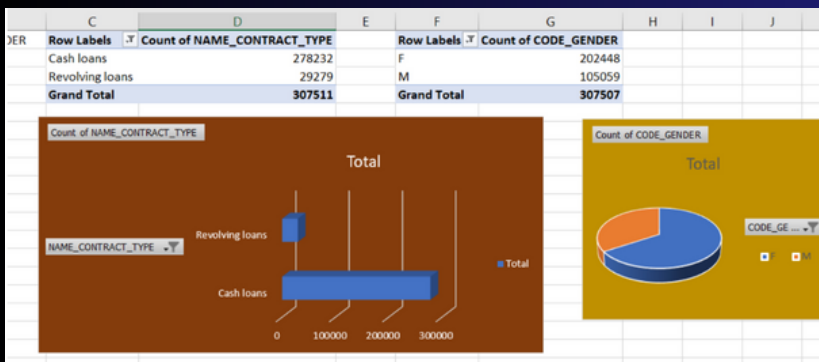 C D E F G H I J
DER Row Labels Count of NAME_CONTRACT_TYPE Row Labels Count of CODE_GENDER
Cash loans 278232 F 202448
Revolving loans 29279 M 105059
Grand Total 307511 Grand Total 307507
Count of NAME_CONTRACT_TYPE
Total
Revolving loans
NAME_CONTRACT_TYPE
Total
Cash loans
0 100000 200000 300000
Count of CODE_GENDER
Total
CODE_GE ...
F M